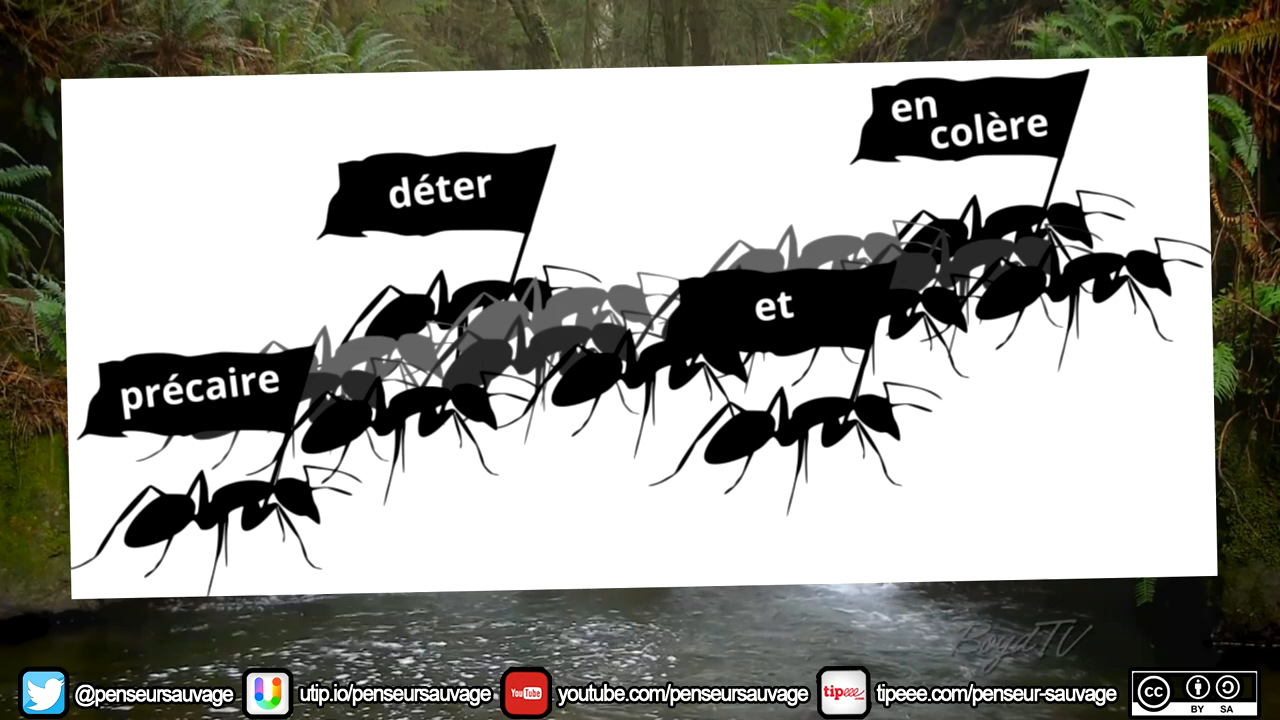 précaire
déter
et
en
colère
BoydTV
@penseursauvage
utip.io/penseursauvage
YouTube
youtube.com/penseursauvage
tipeee
tipeee.com/penseur-sauvage
cc
BY SA